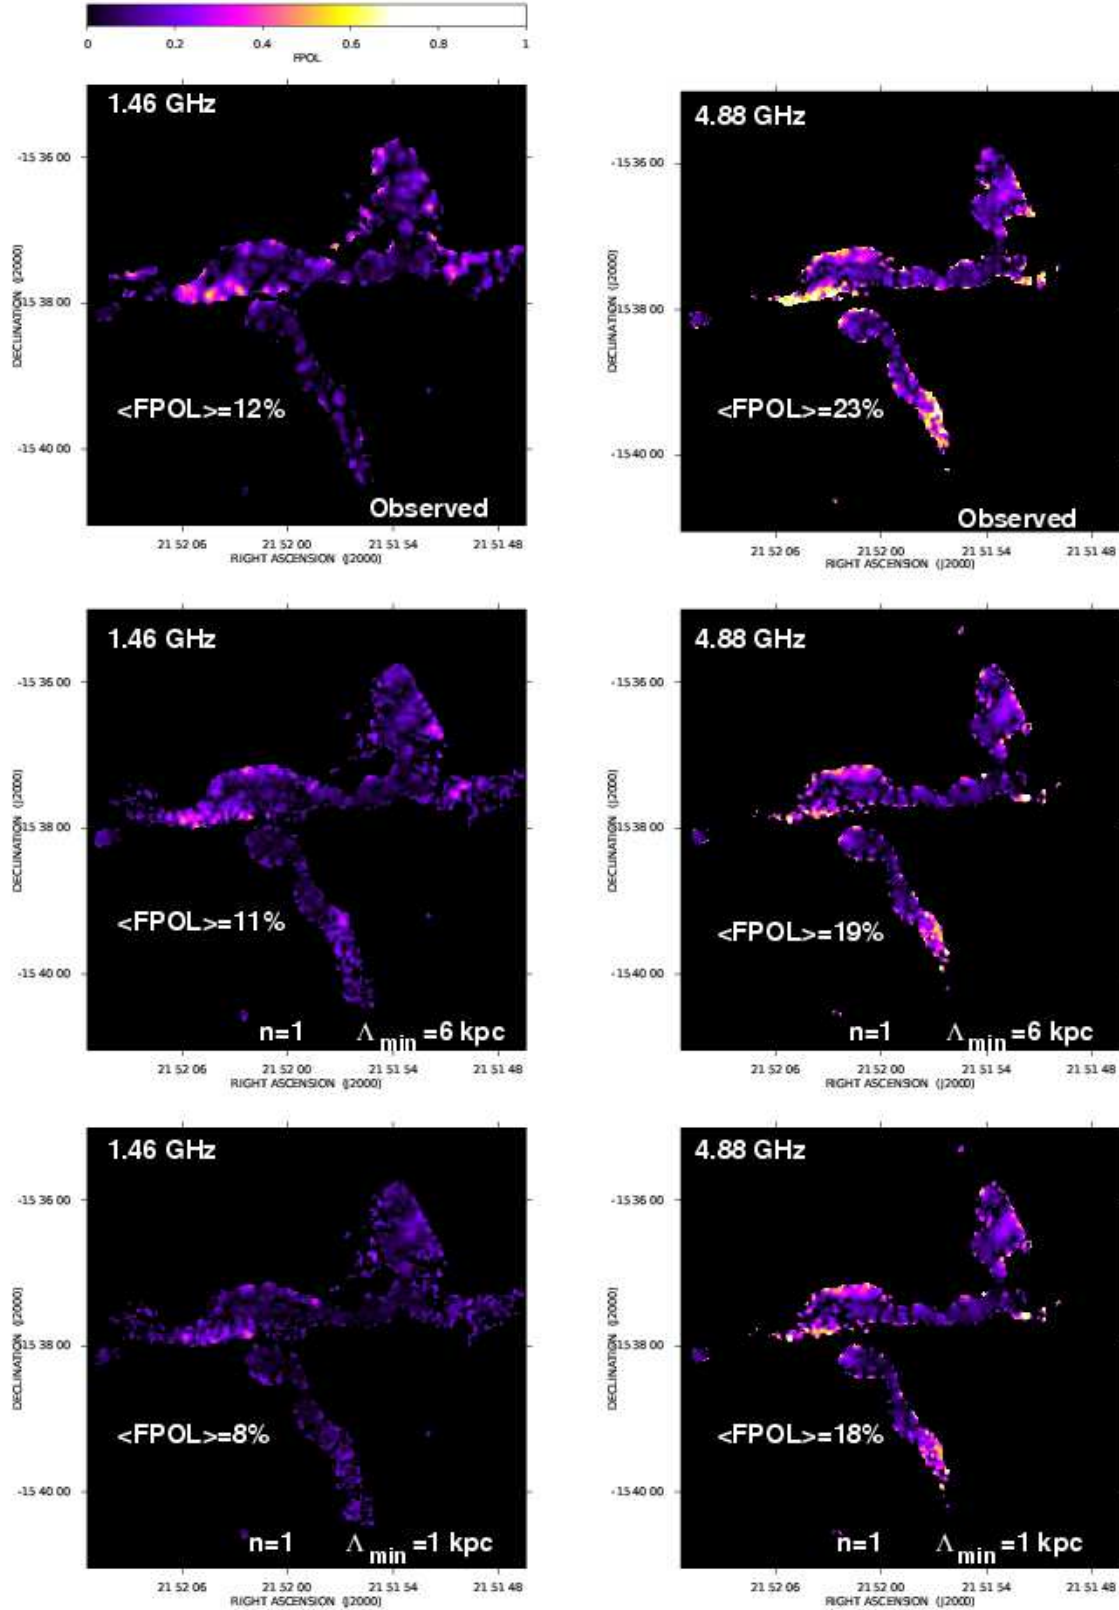 0 0.2 0.4 0.6 0.8 1
FPOL
1.46 GHz
-15 36 00
DECLINATION (J2000)
-15 38 00
<FPOL>=12%
-15 40 00
Observed
21 52 06 21 52 00 21 51 54 21 51 48
RIGHT ASCENSION (J2000)
4.88 GHz
-15 36 00
DECLINATION (J2000)
-15 38 00
<FPOL>=23%
-15 40 00
Observed
21 52 06 21 52 00 21 51 54 21 51 48
RIGHT ASCENSION (J2000)
1.46 GHz
-15 36 00
DECLINATION (J2000)
-15 38 00
<FPOL>=11%
-15 40 00
n=1 Λmin =6 kpc
21 52 06 21 52 00 21 51 54 21 51 48
RIGHT ASCENSION (J2000)
4.88 GHz
-15 36 00
DECLINATION (J2000)
-15 38 00
<FPOL>=19%
-15 40 00
n=1 Λmin =6 kpc
21 52 06 21 52 00 21 51 54 21 51 48
RIGHT ASCENSION (J2000)
1.46 GHz
-15 36 00
DECLINATION (J2000)
-15 38 00
<FPOL>=8%
-15 40 00
n=1 Λmin =1 kpc
21 52 06 21 52 00 21 51 54 21 51 48
RIGHT ASCENSION (J2000)
4.88 GHz
-15 36 00
DECLINATION (J2000)
-15 38 00
<FPOL>=18%
-15 40 00
n=1 Λmin =1 kpc
21 52 06 21 52 00 21 51 54 21 51 48
RIGHT ASCENSION (J2000)